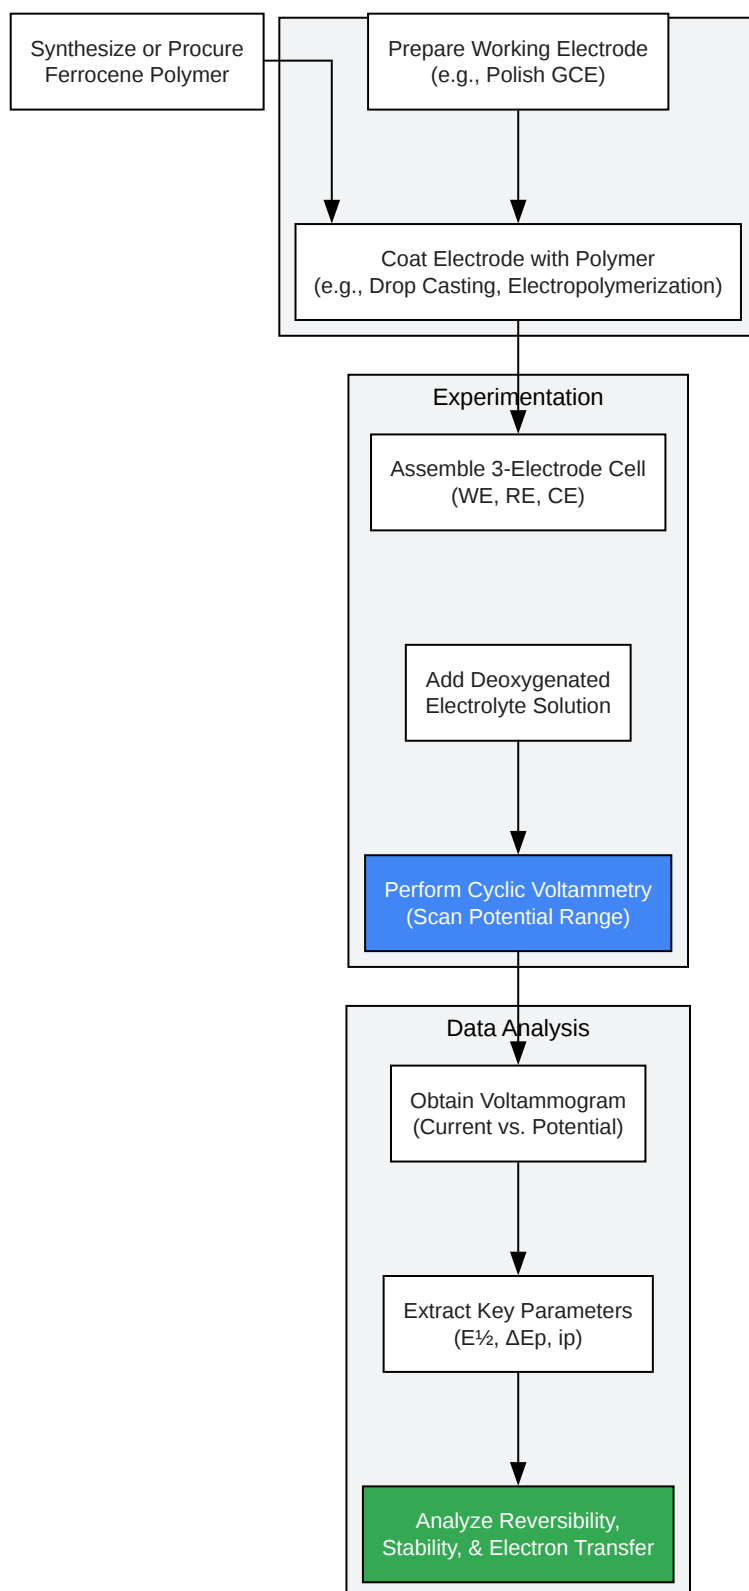 Synthesize or Procure
Ferrocene Polymer
Prepare Working Electrode
(e.g., Polish GCE)
Coat Electrode with Polymer
(e.g., Drop Casting, Electropolymerization)
Experimentation
Assemble 3-Electrode Cell
(WE, RE, CE)
Add Deoxygenated
Electrolyte Solution
Perform Cyclic Voltammetry
(Scan Potential Range)
Data Analysis
Obtain Voltammogram
(Current vs. Potential)
Extract Key Parameters
(E½, ΔEp, ip)
Analyze Reversibility,
Stability, & Electron Transfer